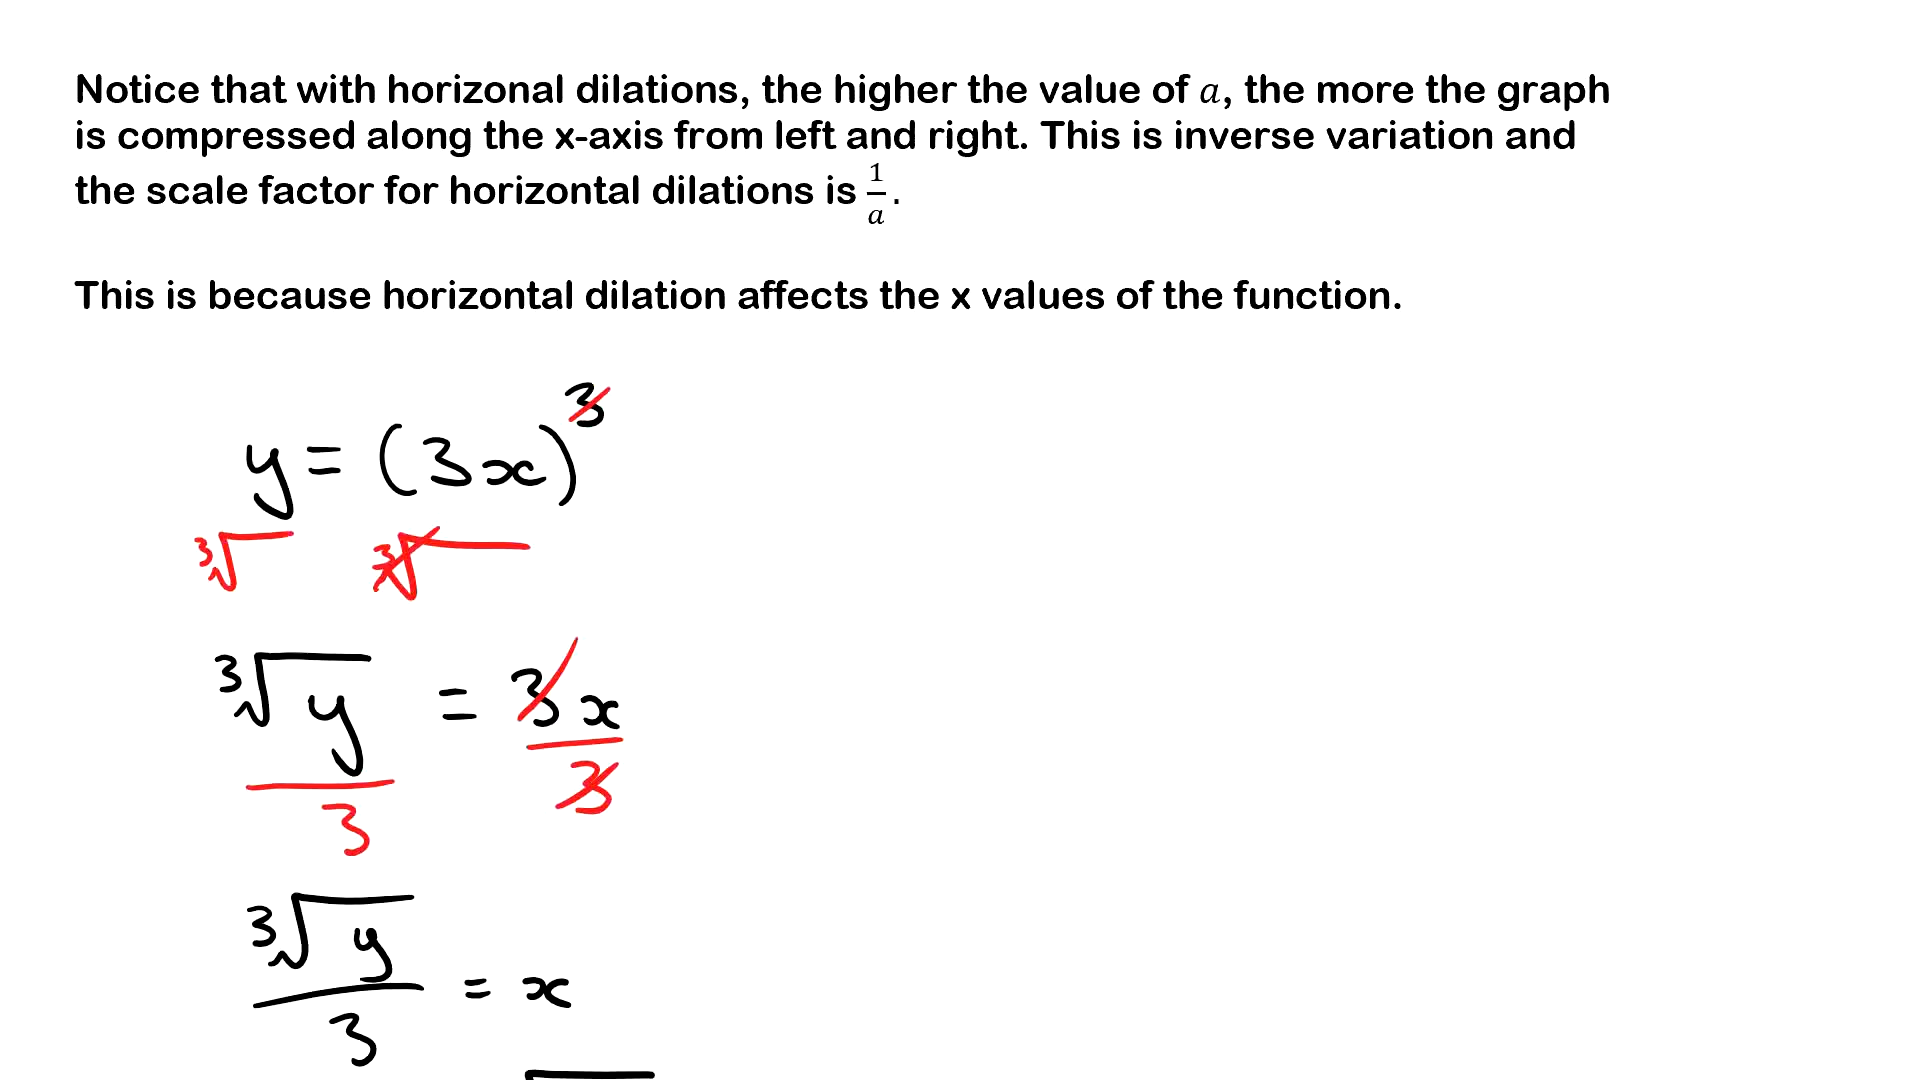 Notice that with horizonal dilations, the higher the value of a, the more the graph
is compressed along the x-axis from left and right. This is inverse variation and
the scale factor for horizontal dilations is 1/a.
This is because horizontal dilation affects the x values of the function.
y = (3x)³
∛ ∛
∛y = 3x
3 3
∛y/3 = x